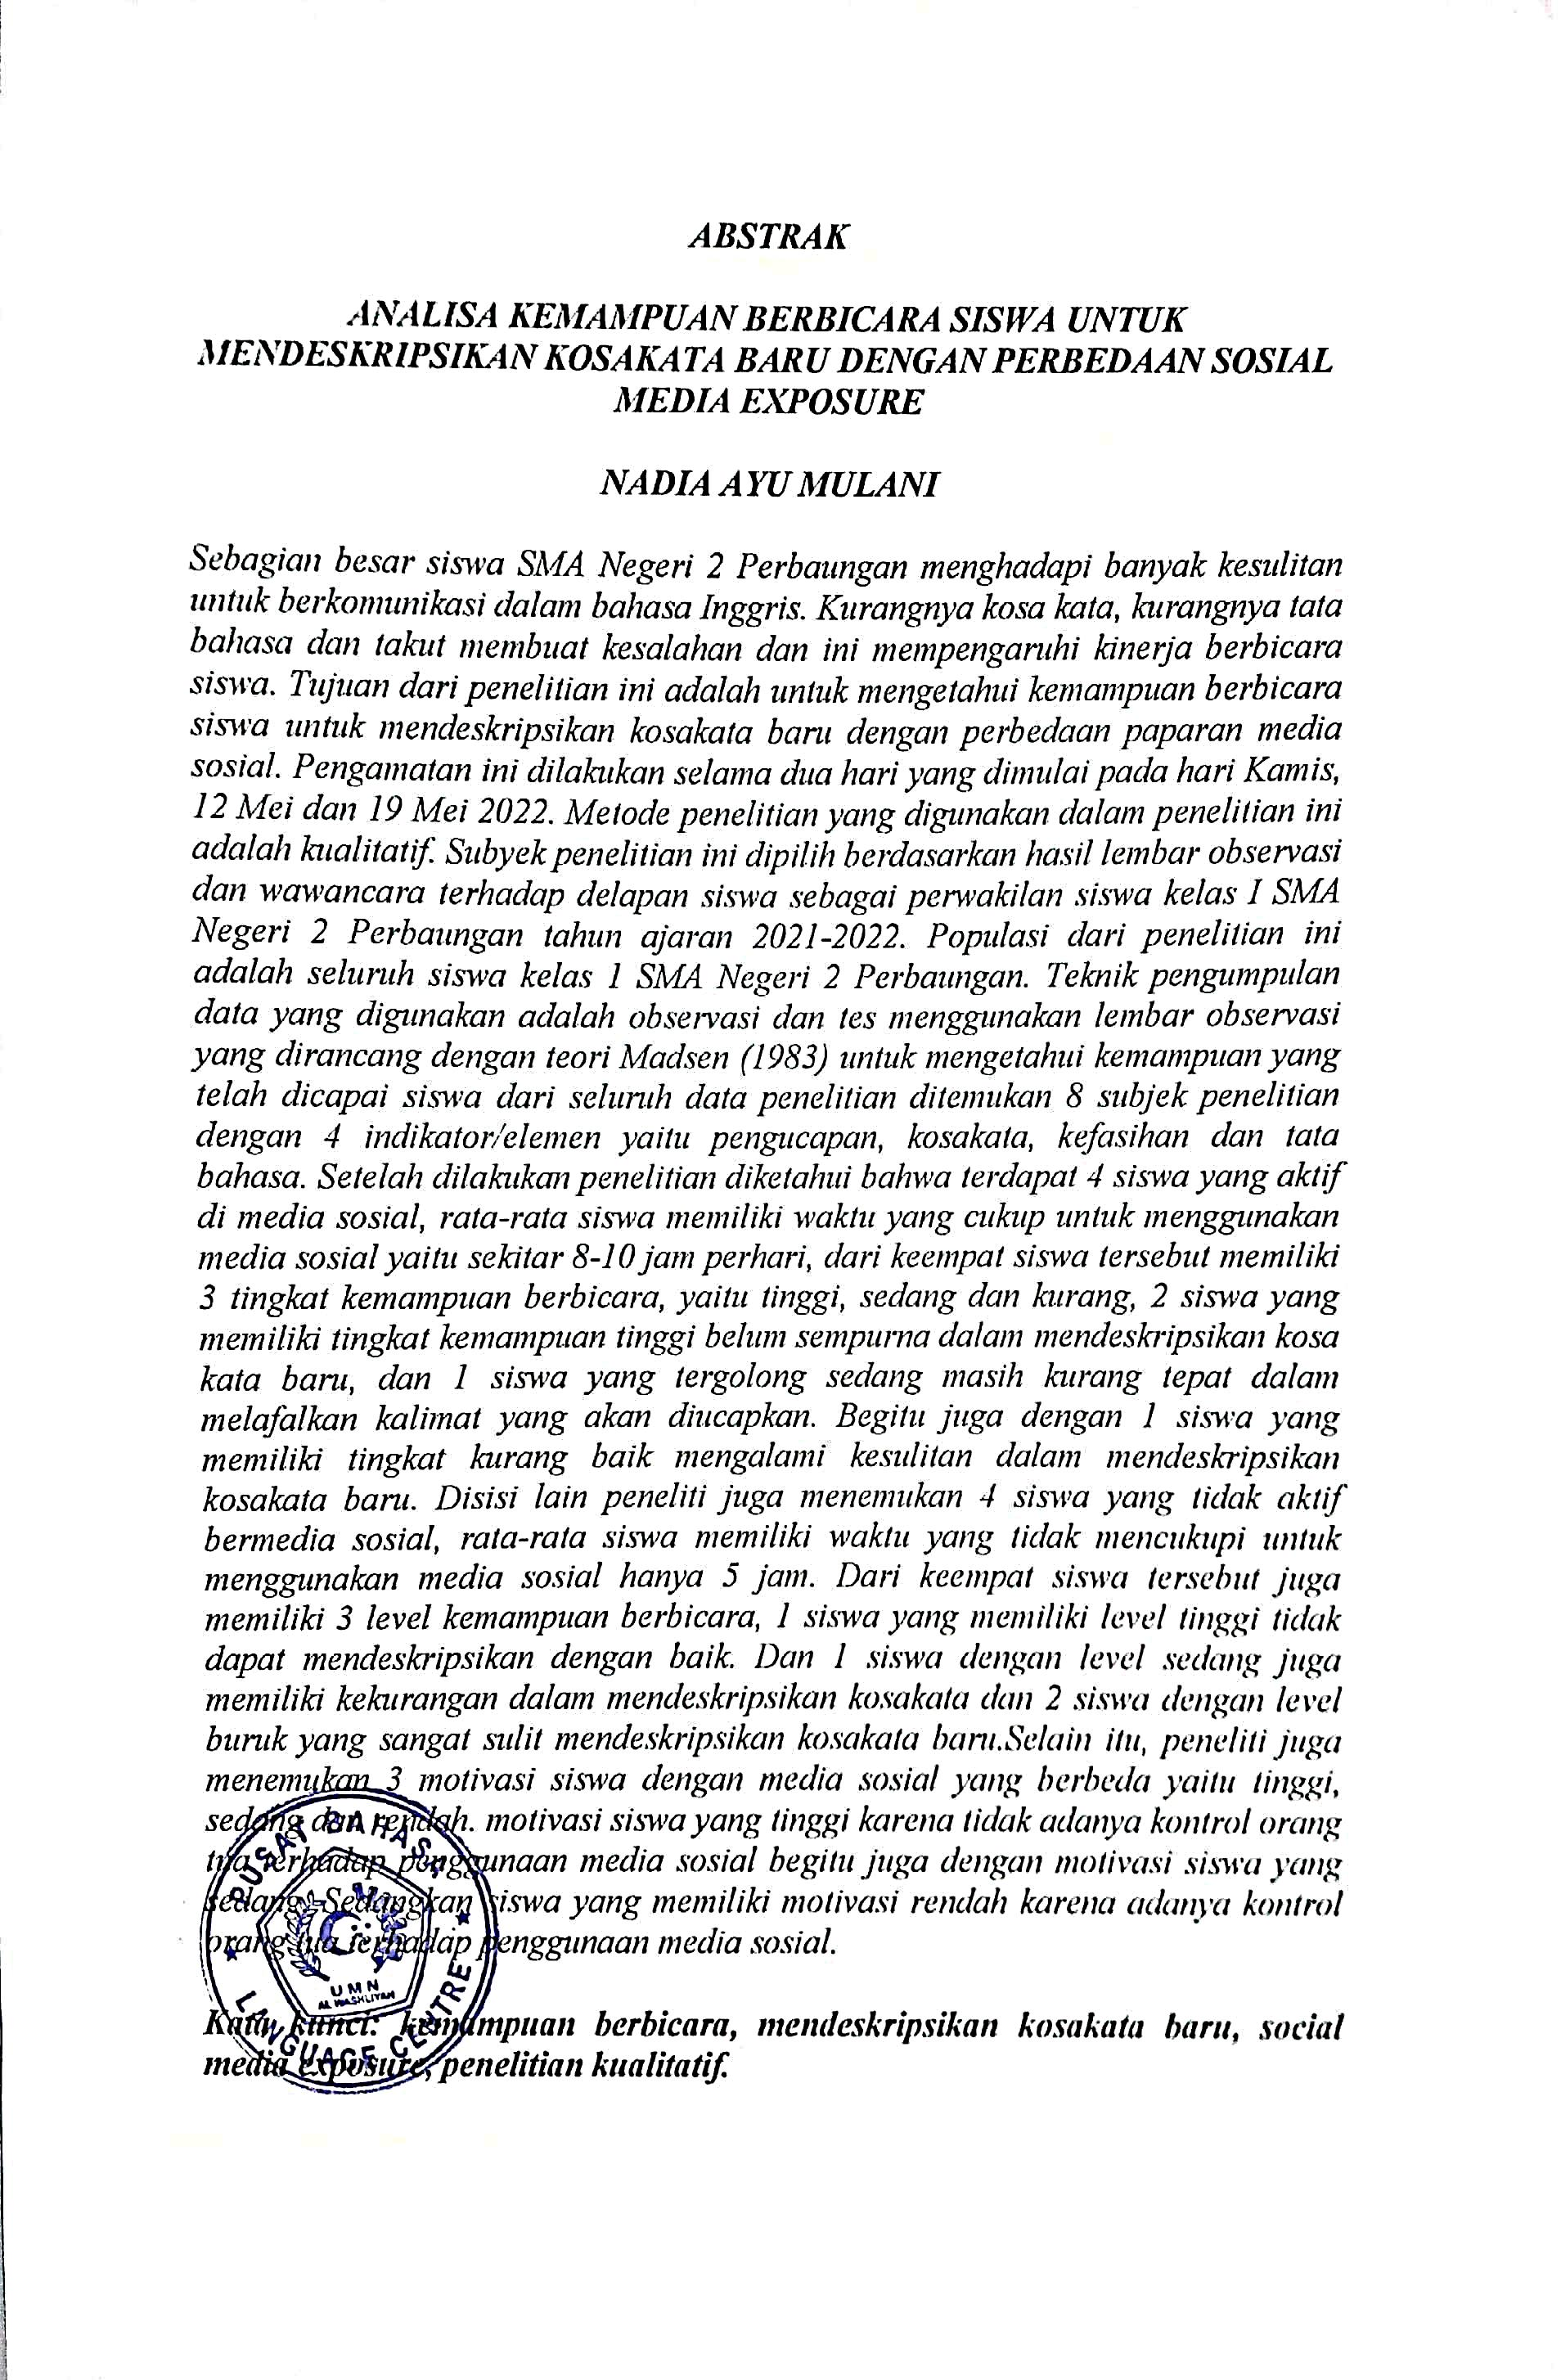 ABSTRAK
ANALISA KEMAMPUAN BERBICARA SISWA UNTUK
MENDESKRIPSIKAN KOSAKATA BARU DENGAN PERBEDAAN SOSIAL
MEDIA EXPOSURE
NADIA AYU MULANI
Sebagian besar siswa SMA Negeri 2 Perbaungan menghadapi banyak kesulitan
untuk berkomunikasi dalam bahasa Inggris. Kurangnya kosa kata, kurangnya tata
bahasa dan takut membuat kesalahan dan ini mempengaruhi kinerja berbicara
siswa. Tujuan dari penelitian ini adalah untuk mengetahui kemampuan berbicara
siswa untuk mendeskripsikan kosakata baru dengan perbedaan paparan media
sosial. Pengamatan ini dilakukan selama dua hari yang dimulai pada hari Kamis,
12 Mei dan 19 Mei 2022. Metode penelitian yang digunakan dalam penelitian ini
adalah kualitatif. Subyek penelitian ini dipilih berdasarkan hasil lembar observasi
dan wawancara terhadap delapan siswa sebagai perwakilan siswa kelas I SMA
Negeri 2 Perbaungan tahun ajaran 2021-2022. Populasi dari penelitian ini
adalah seluruh siswa kelas 1 SMA Negeri 2 Perbaungan. Teknik pengumpulan
data yang digunakan adalah observasi dan tes menggunakan lembar observasi
yang dirancang dengan teori Madsen (1983) untuk mengetahui kemampuan yang
telah dicapai siswa dari seluruh data penelitian ditemukan 8 subjek penelitian
dengan 4 indikator/elemen yaitu pengucapan, kosakata, kefasihan dan tata
bahasa. Setelah dilakukan penelitian diketahui bahwa terdapat 4 siswa yang aktif
di media sosial, rata-rata siswa memiliki waktu yang cukup untuk menggunakan
media sosial yaitu sekitar 8-10 jam perhari, dari keempat siswa tersebut memiliki
3 tingkat kemampuan berbicara, yaitu tinggi, sedang dan kurang, 2 siswa yang
memiliki tingkat kemampuan tinggi belum sempurna dalam mendeskripsikan kosa
kata baru, dan 1 siswa yang tergolong sedang masih kurang tepat dalam
melafalkan kalimat yang akan diucapkan. Begitu juga dengan 1 siswa yang
memiliki tingkat kurang baik mengalami kesulitan dalam mendeskripsikan
kosakata baru. Disisi lain peneliti juga menemukan 4 siswa yang tidak aktif
bermedia sosial, rata-rata siswa memiliki waktu yang tidak mencukupi untuk
menggunakan media sosial hanya 5 jam. Dari keempat siswa tersebut juga
memiliki 3 level kemampuan berbicara, 1 siswa yang memiliki level tinggi tidak
dapat mendeskripsikan dengan baik. Dan 1 siswa dengan level sedang juga
memiliki kekurangan dalam mendeskripsikan kosakata dan 2 siswa dengan level
buruk yang sangat sulit mendeskripsikan kosakata baru.Selain itu, peneliti juga
menemukan 3 motivasi siswa dengan media sosial yang berbeda yaitu tinggi,
sedang dan rendah. motivasi siswa yang tinggi karena tidak adanya kontrol orang
tua terhadap penggunaan media sosial begitu juga dengan motivasi siswa yang
sedang. Sedangkan siswa yang memiliki motivasi rendah karena adanya kontrol
orang tua terhadap penggunaan media sosial.
Kata kunci: kemampuan berbicara, mendeskripsikan kosakata baru, social
media exposure, penelitian kualitatif.
PUSAT BAHASA
UMN
AL WASHLIYAH
LANGUAGE CENTRE